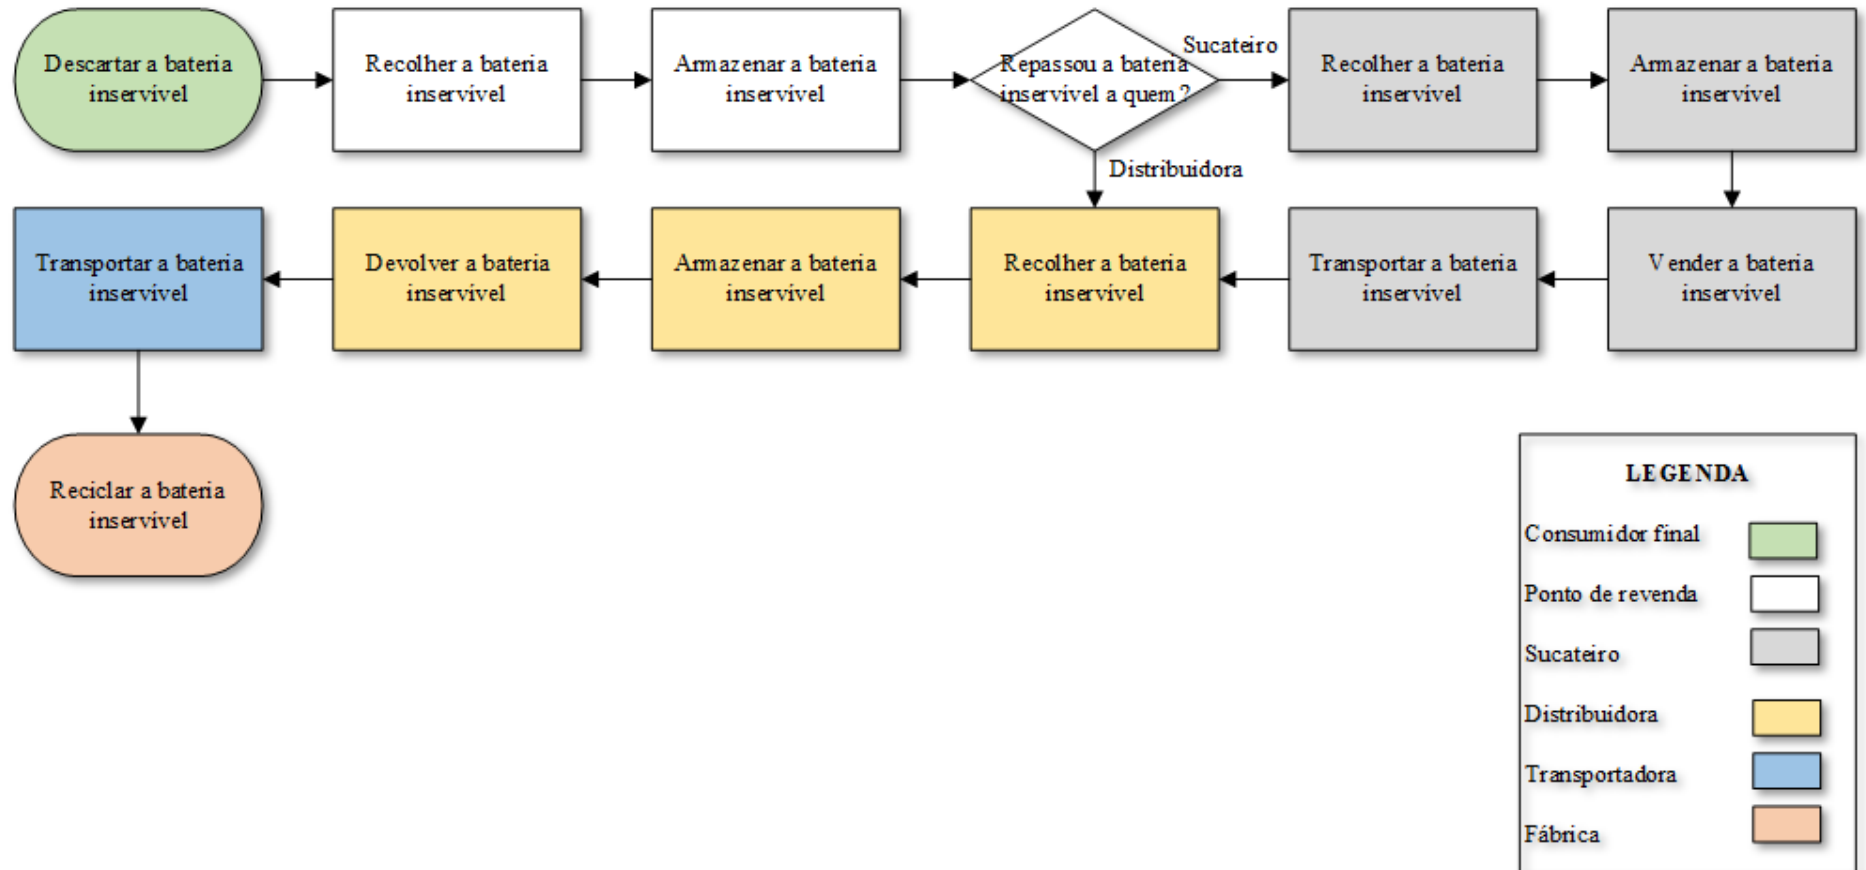 Descartar a bateria
inservível
Recolher a bateria
inservível
Armazenar a bateria
inservível
Repassou a bateria
inservível a quem?
Sucateiro
Recolher a bateria
inservível
Armazenar a bateria
inservível
Distribuidora
Transportar a bateria
inservível
Devolver a bateria
inservível
Armazenar a bateria
inservível
Recolher a bateria
inservível
Transportar a bateria
inservível
Vender a bateria
inservível
Reciclar a bateria
inservível
LEGENDA
Consumidor final
Ponto de revenda
Sucateiro
Distribuidora
Transportadora
Fábrica